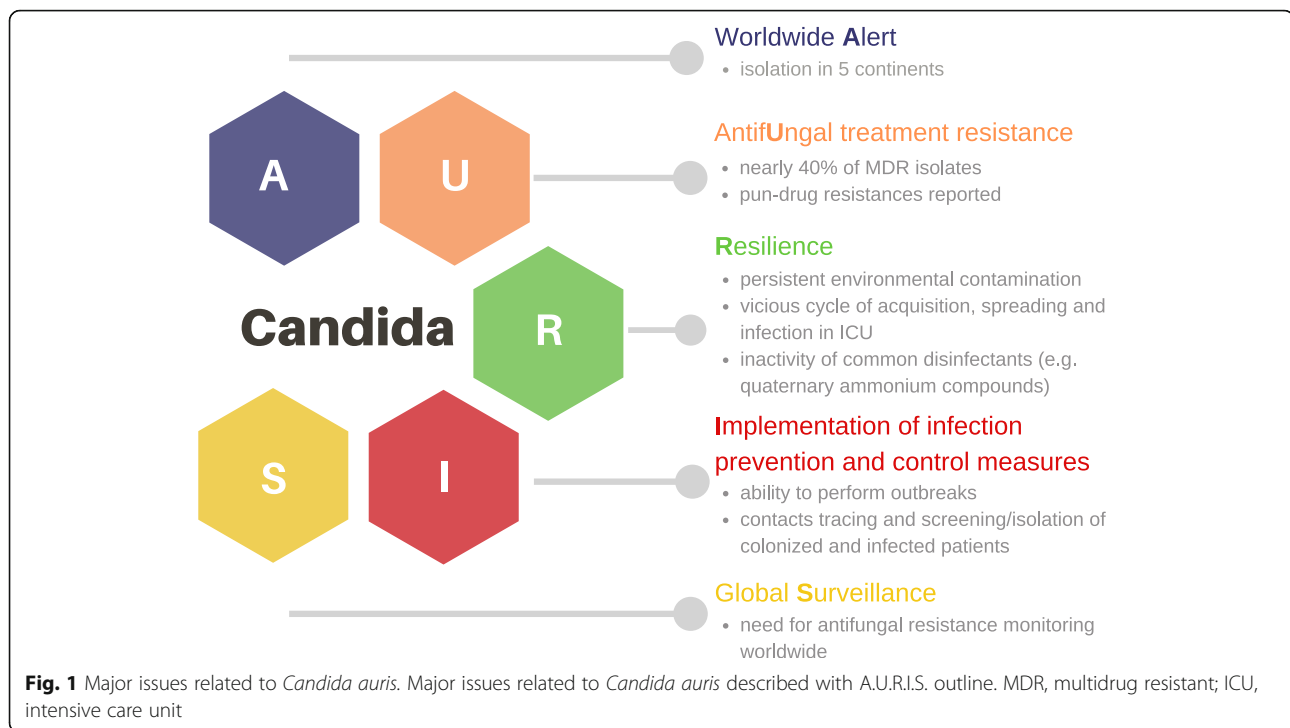 Worldwide Alert
• isolation in 5 continents
A
U
AntifUngal treatment resistance
• nearly 40% of MDR isolates
• pun-drug resistances reported
Candida
R
Resilience
• persistent environmental contamination
• vicious cycle of acquisition, spreading and
infection in ICU
• inactivity of common disinfectants (e.g.
quaternary ammonium compounds)
S
I
Implementation of infection
prevention and control measures
• ability to perform outbreaks
• contacts tracing and screening/isolation of
colonized and infected patients
Global Surveillance
• need for antifungal resistance monitoring
worldwide
Fig. 1 Major issues related to Candida auris. Major issues related to Candida auris described with A.U.R.I.S. outline. MDR, multidrug resistant; ICU,
intensive care unit